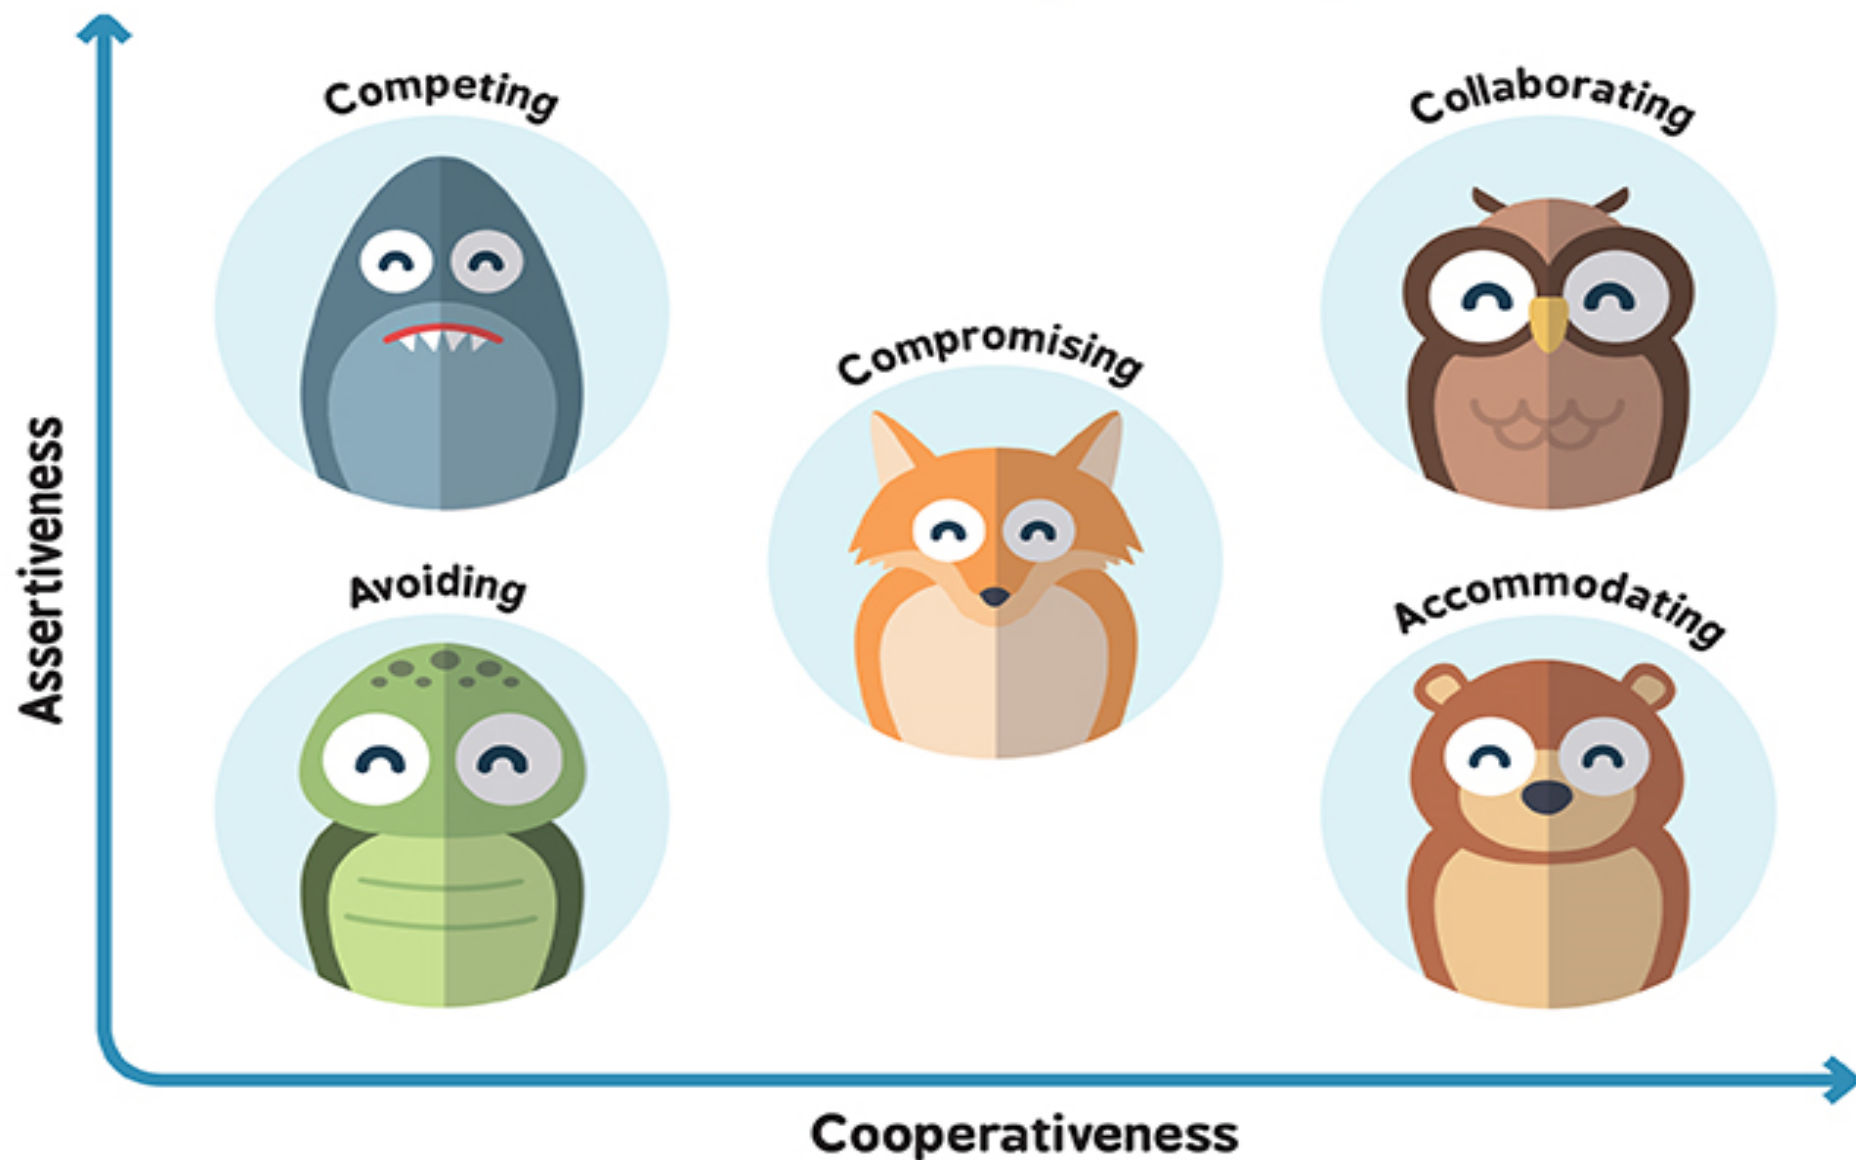 Competing
Collaborating
Compromising
Avoiding
Accommodating
Assertiveness
Cooperativeness